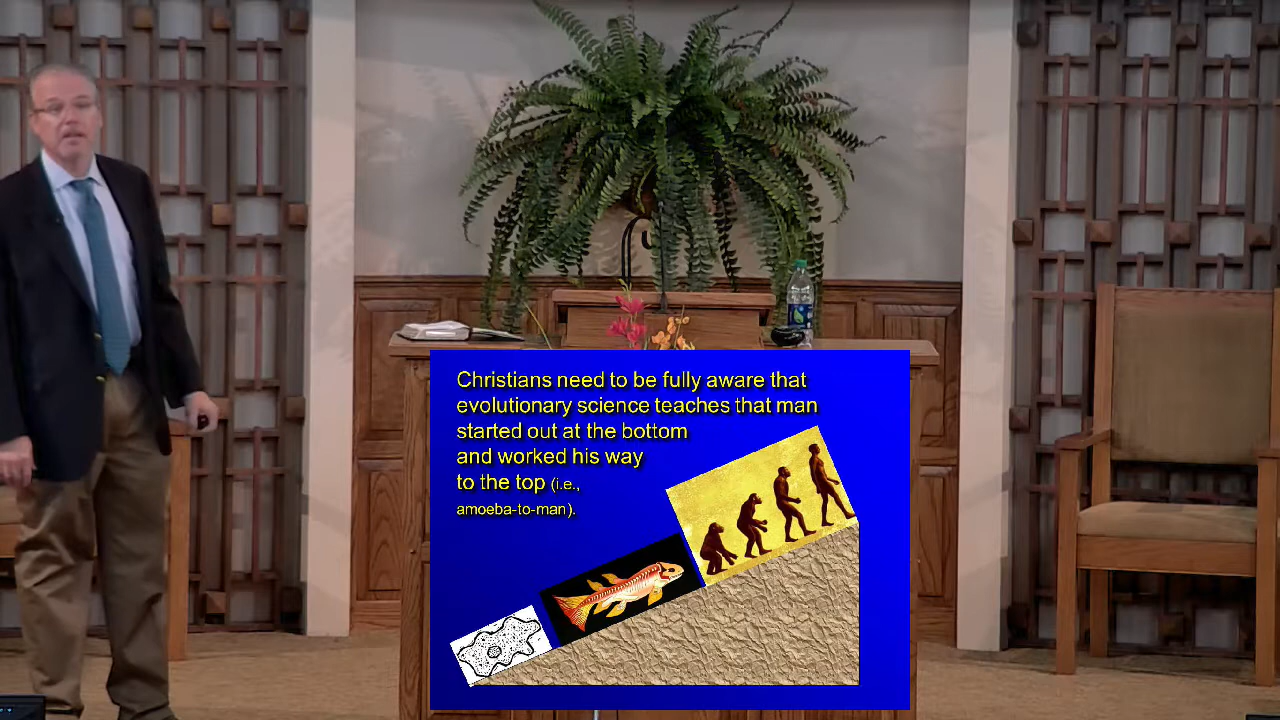 Christians need to be fully aware that
evolutionary science teaches that man
started out at the bottom
and worked his way
to the top (i.e.,
amoeba-to-man).